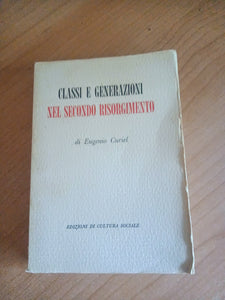 CLASSI E GENERAZIONI
NEL SECONDO RISORGIMENTO
di Eugenio Curiel
EDIZIONI DI CULTURA SOCIALE